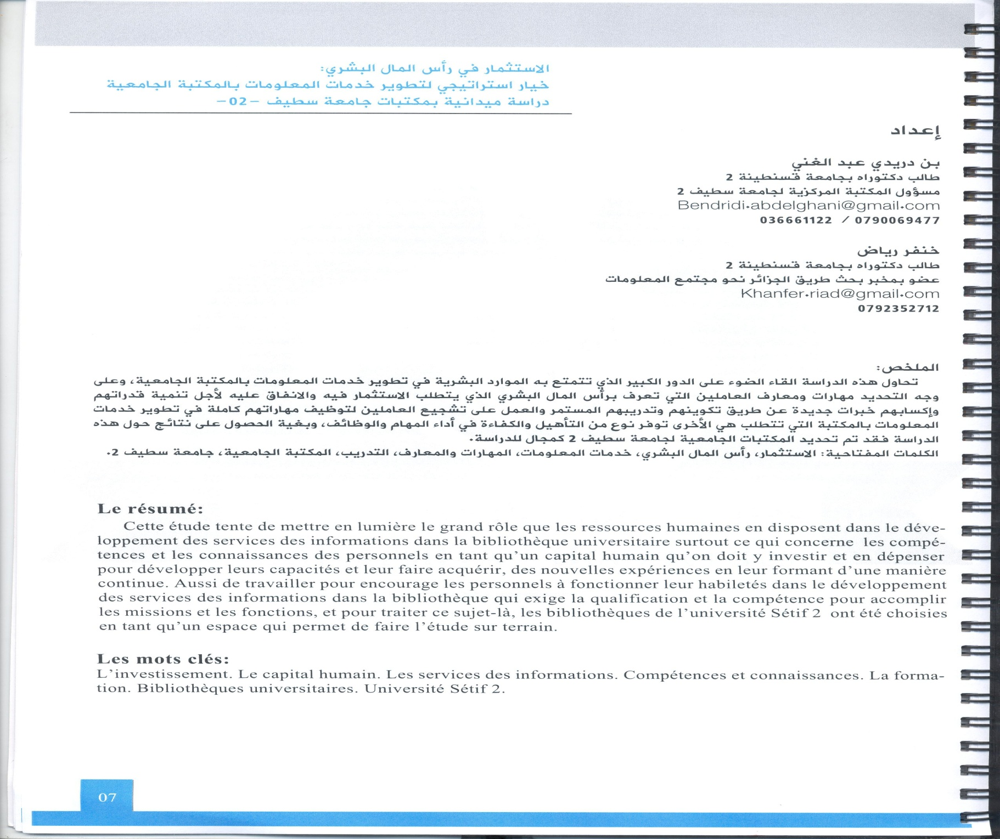 الاستثمار في رأس المال البشري:
خيار استراتيجي لتطوير خدمات المعلومات بالمكتبة الجامعية
دراسة ميدانية بمكتبات جامعة سطيف –02–
إعداد
بن دريدي عبد الغني
طالب دكتوراه بجامعة قسنطينة 2
مسؤول المكتبة المركزية لجامعة سطيف 2
Bendridi.abdelghani@gmail.com
036661122 / 0790069477
خنفر رياض
طالب دكتوراه بجامعة قسنطينة 2
عضو بمخبر بحث طريق الجزائر نحو مجتمع المعلومات
Khanfer.riad@gmail.com
0792352712
الملخص:
تحاول هذه الدراسة القاء الضوء على الدور الكبير الذي تتمتع به الموارد البشرية في تطوير خدمات المعلومات بالمكتبة الجامعية، وعلى
وجه التحديد مهارات ومعارف العاملين التي تعرف برأس المال البشري الذي يتطلب الاستثمار فيه والانفاق عليه لأجل تنمية قدراتهم
وإكسابهم خبرات جديدة عن طريق تكوينهم وتدريبهم المستمر والعمل على تشجيع العاملين لتوظيف مهاراتهم كاملة في تطوير خدمات
المعلومات بالمكتبة التي تتطلب هي الأخرى توفر نوع من التأهيل والكفاءة في أداء المهام والوظائف، وبغية الحصول على نتائج حول هذه
الدراسة فقد تم تحديد المكتبات الجامعية لجامعة سطيف 2 كمجال للدراسة.
الكلمات المفتاحية: الاستثمار، رأس المال البشري، خدمات المعلومات، المهارات والمعارف، التدريب، المكتبة الجامعية، جامعة سطيف 2.
Le résumé:
Cette étude tente de mettre en lumière le grand rôle que les ressources humaines en disposent dans le déve-
loppement des services des informations dans la bibliothèque universitaire surtout ce qui concerne les compé-
tences et les connaissances des personnels en tant qu'un capital humain qu'on doit y investir et en dépenser
pour développer leurs capacités et leur faire acquérir, des nouvelles expériences en leur formant d'une manière
continue. Aussi de travailler pour encourage les personnels à fonctionner leur habiletés dans le développement
des services des informations dans la bibliothèque qui exige la qualification et la compétence pour accomplir
les missions et les fonctions, et pour traiter ce sujet-là, les bibliothèques de l'université Sétif 2 ont été choisies
en tant qu'un espace qui permet de faire l'étude sur terrain.
Les mots clés:
L'investissement. Le capital humain. Les services des informations. Compétences et connaissances. La forma-
tion. Bibliothèques universitaires. Université Sétif 2.
07